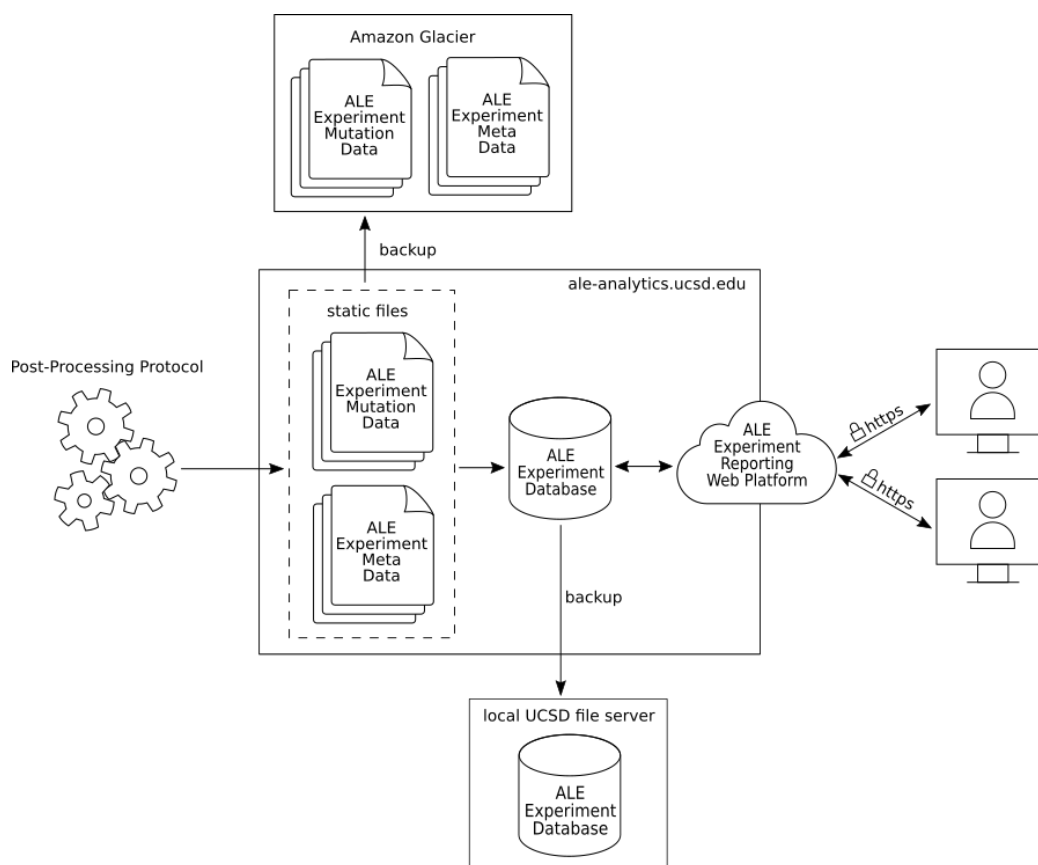 Amazon Glacier
ALE
Experiment
Mutation
Data
ALE
Experiment
Meta
Data
backup
ale-analytics.ucsd.edu
static files
ALE
Experiment
Mutation
Data
Post-Processing Protocol
ALE
Experiment
Meta
Data
ALE
Experiment
Database
ALE
Experiment
Reporting
Web Platform
https
https
backup
local UCSD file server
ALE
Experiment
Database